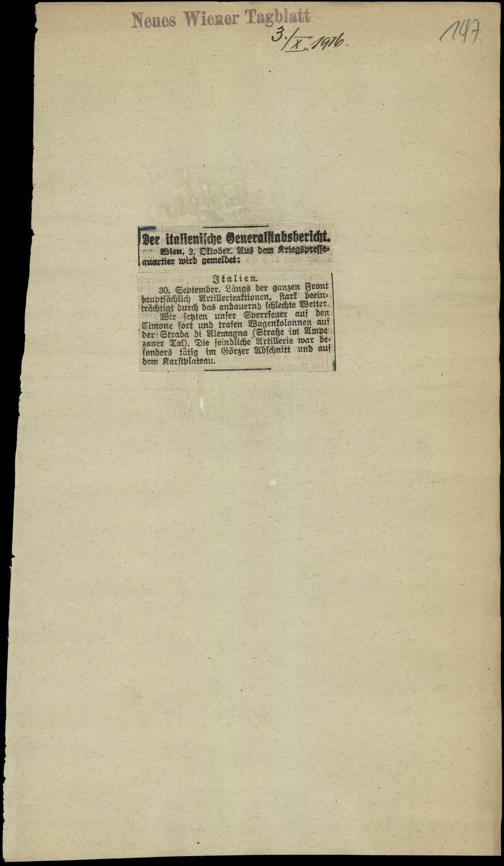 Neues Wiener Tagblatt
3./X. 1916.
147
Der italienische Generalstabsbericht.
Wien, 2. Oktober. Aus dem Kriegspresse-
quartier wird gemeldet:
Italien.
30. September. Längs der ganzen Front
hauptsächlich Artillerieaktionen, stark beein-
trächtigt durch das andauernd schlechte Wetter.
Wir setzten unser Sperrfeuer auf den
Cimone fort und trafen Wagenkolonnen auf
der Strada di Alemagna (Straße im Ampe
zaner Tal). Die feindliche Artillerie war be-
sonders tätig im Görzer Abschnitt und auf
dem Karstplateau.